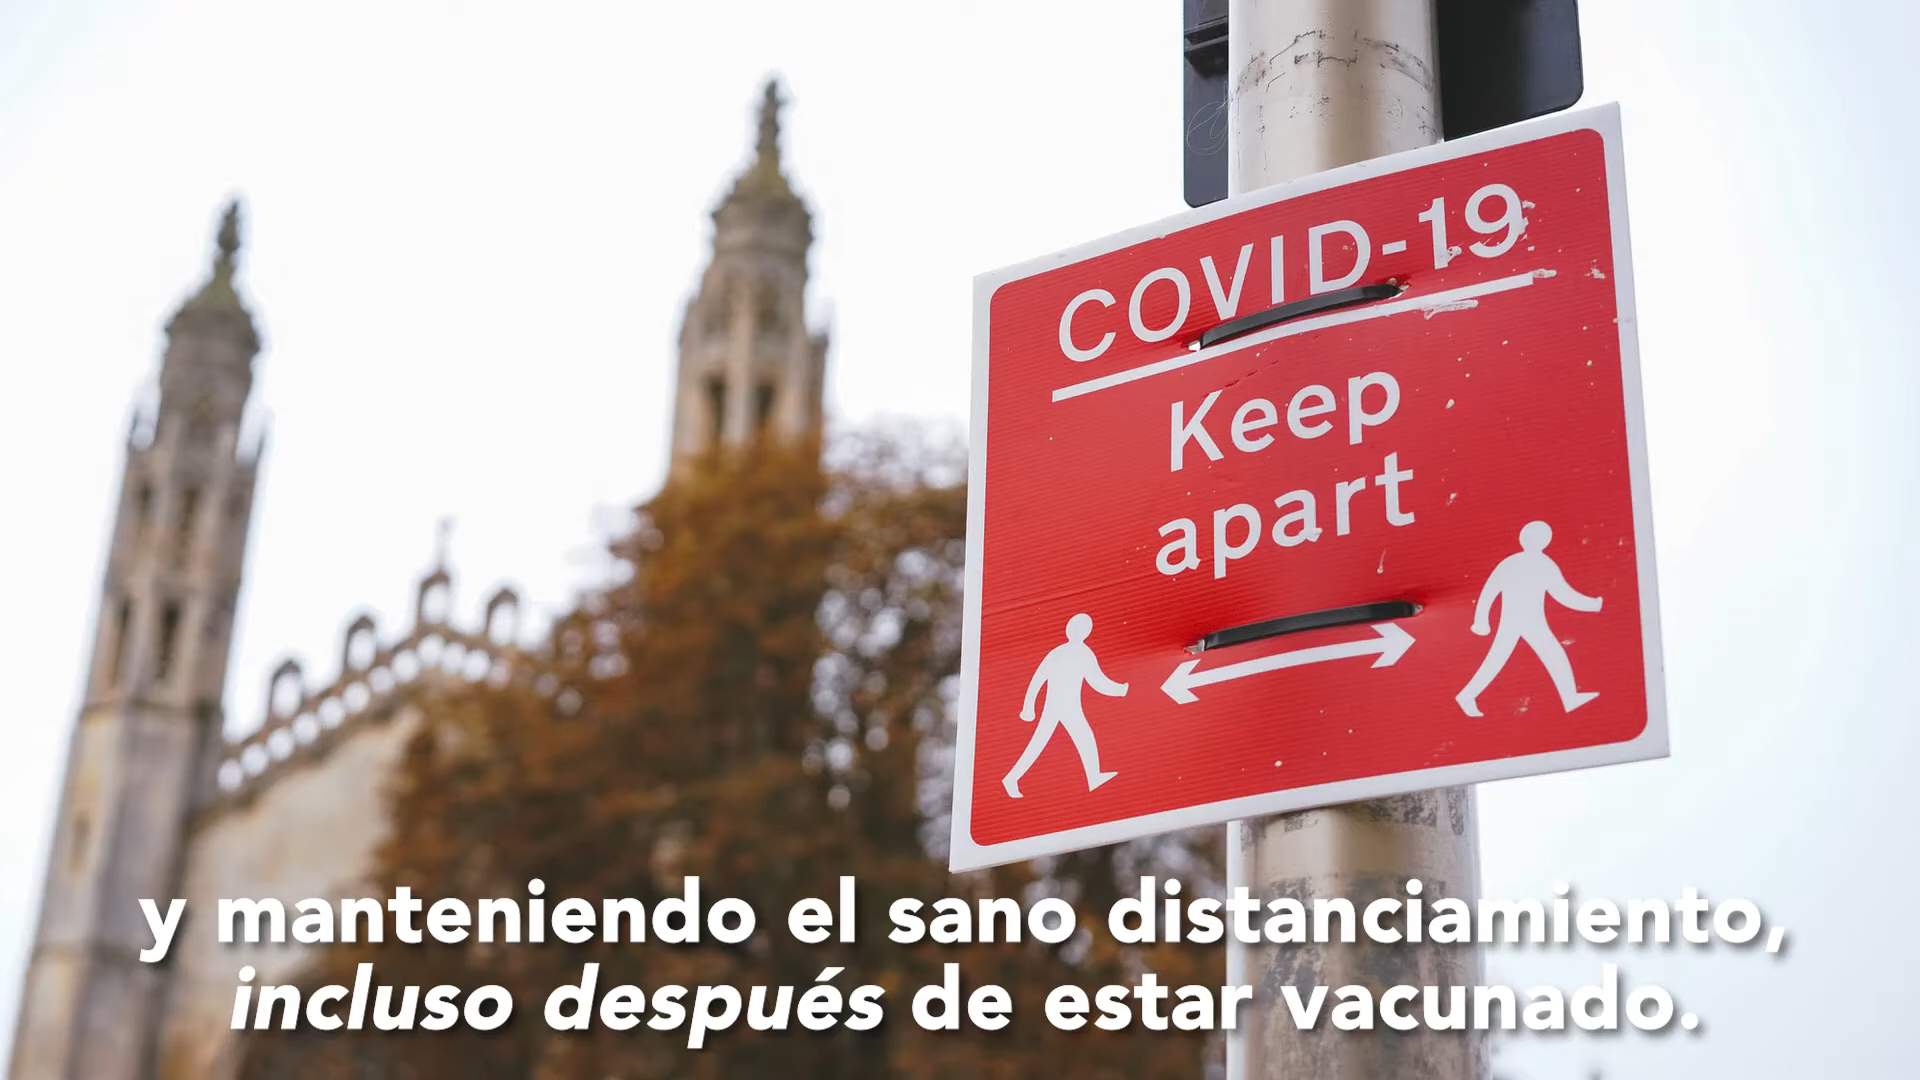 COVID-19
Keep
apart
y manteniendo el sano distanciamiento,
incluso después de estar vacunado.